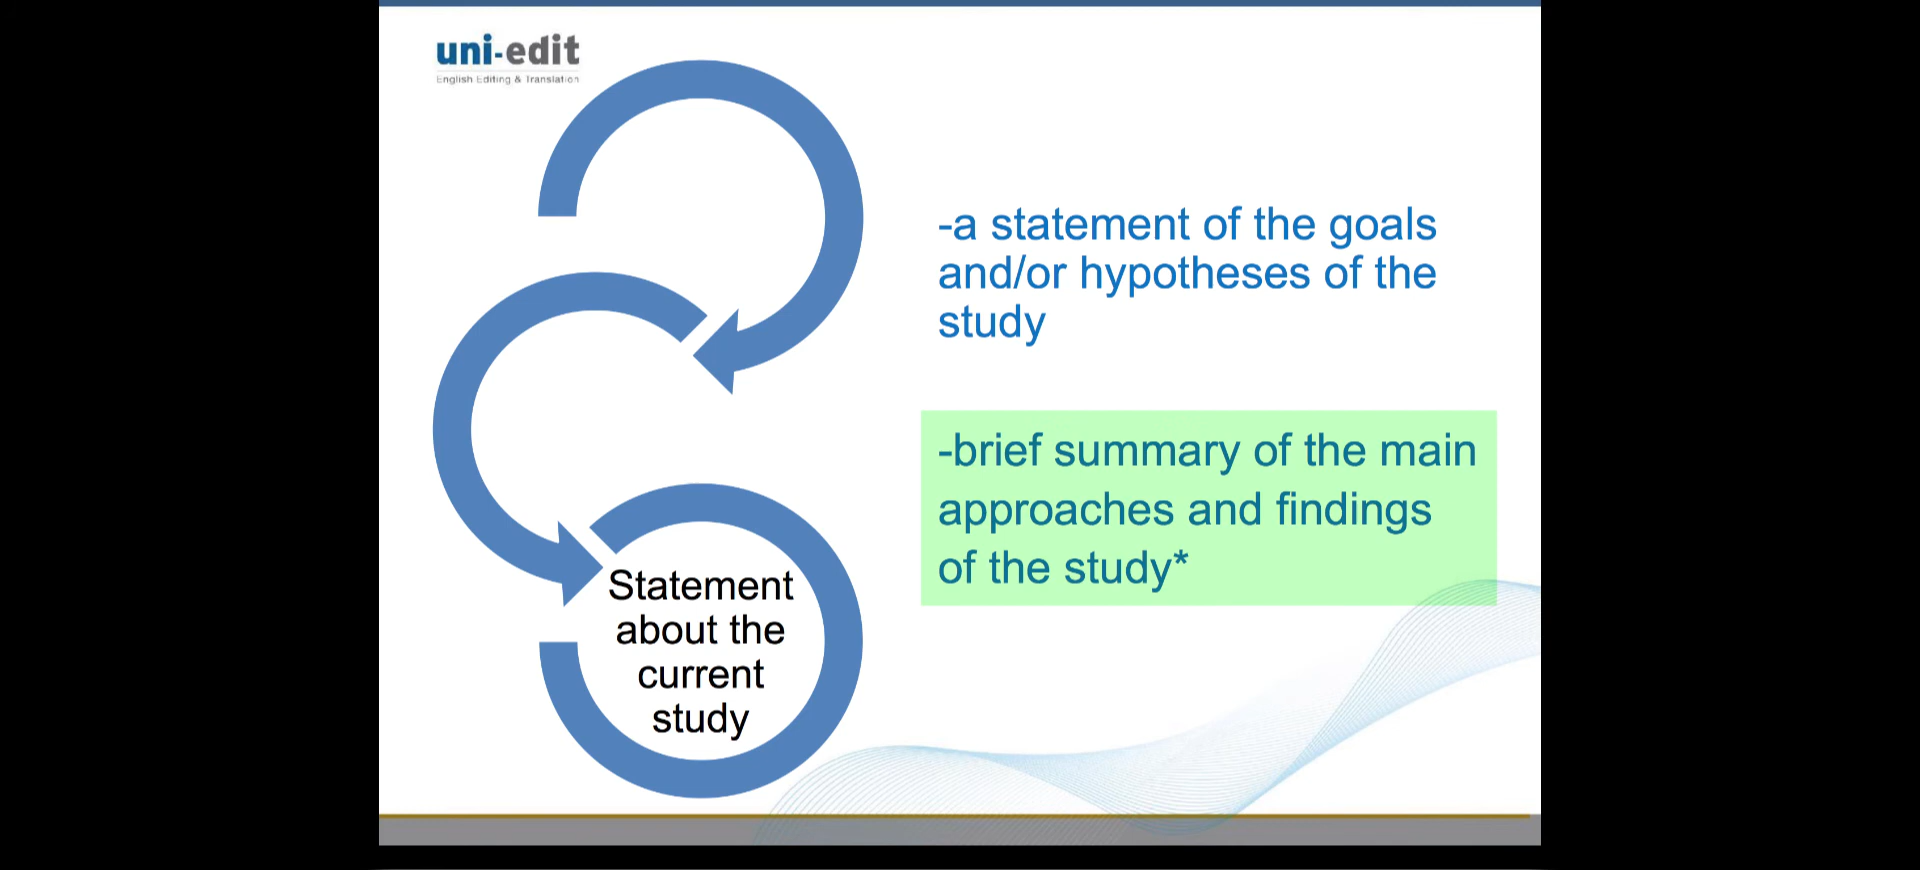 uni-edit
English Editing & Translation
-a statement of the goals
and/or hypotheses of the
study
-brief summary of the main
approaches and findings
of the study*
Statement
about the
current
study